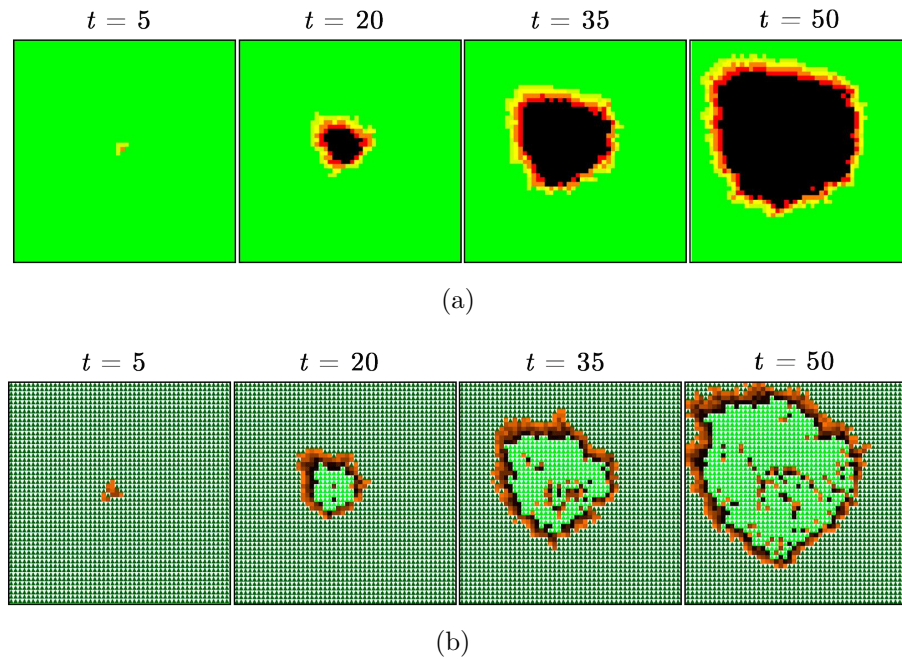 t = 5 t = 20 t = 35 t = 50
(a)
t = 5 t = 20 t = 35 t = 50
(b)